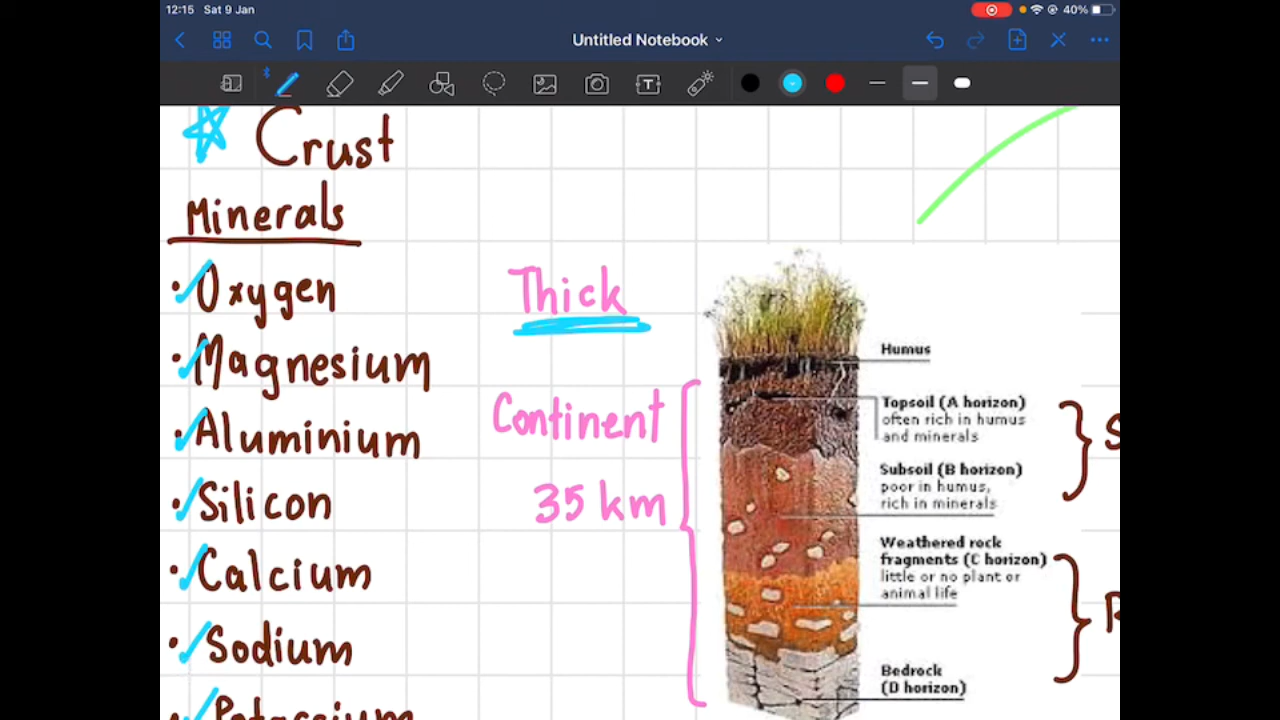 12:15 Sat 9 Jan
40%
Untitled Notebook
T
Crust
Minerals
• Oxygen
• Magnesium
• Aluminium
• Silicon
• Calcium
• Sodium
• Potassium
Thick
Continent
35 km
Humus
Topsoil (A horizon)
often rich in humus
and minerals
Subsoil (B horizon)
poor in humus,
rich in minerals
Weathered rock
fragments (C horizon)
little or no plant or
animal life
Bedrock
(D horizon)